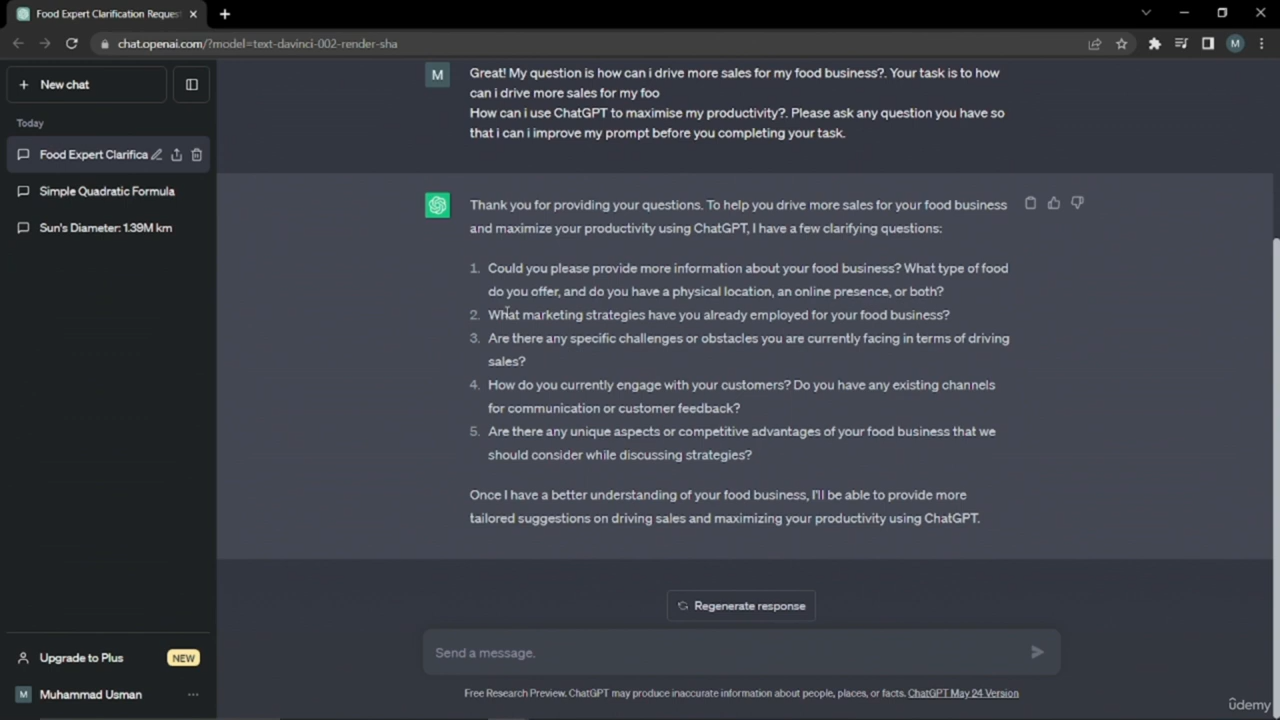 Food Expert Clarification Reques
chat.openai.com/?model=text-davinci-002-render-sha
M
New chat
Today
Food Expert Clarifica
Simple Quadratic Formula
Sun's Diameter: 1.39M km
M
Great! My question is how can i drive more sales for my food business?. Your task is to how
can i drive more sales for my foo
How can i use ChatGPT to maximise my productivity?. Please ask any question you have so
that i can i improve my prompt before you completing your task.
Thank you for providing your questions. To help you drive more sales for your food business
and maximize your productivity using ChatGPT, I have a few clarifying questions:
1. Could you please provide more information about your food business? What type of food
do you offer, and do you have a physical location, an online presence, or both?
2. What marketing strategies have you already employed for your food business?
3. Are there any specific challenges or obstacles you are currently facing in terms of driving
sales?
4. How do you currently engage with your customers? Do you have any existing channels
for communication or customer feedback?
5. Are there any unique aspects or competitive advantages of your food business that we
should consider while discussing strategies?
Once I have a better understanding of your food business, I'll be able to provide more
tailored suggestions on driving sales and maximizing your productivity using ChatGPT.
Regenerate response
Send a message.
Free Research Preview. ChatGPT may produce inaccurate information about people, places, or facts. ChatGPT May 24 Version
Upgrade to Plus
NEW
M
Muhammad Usman
ûdemy